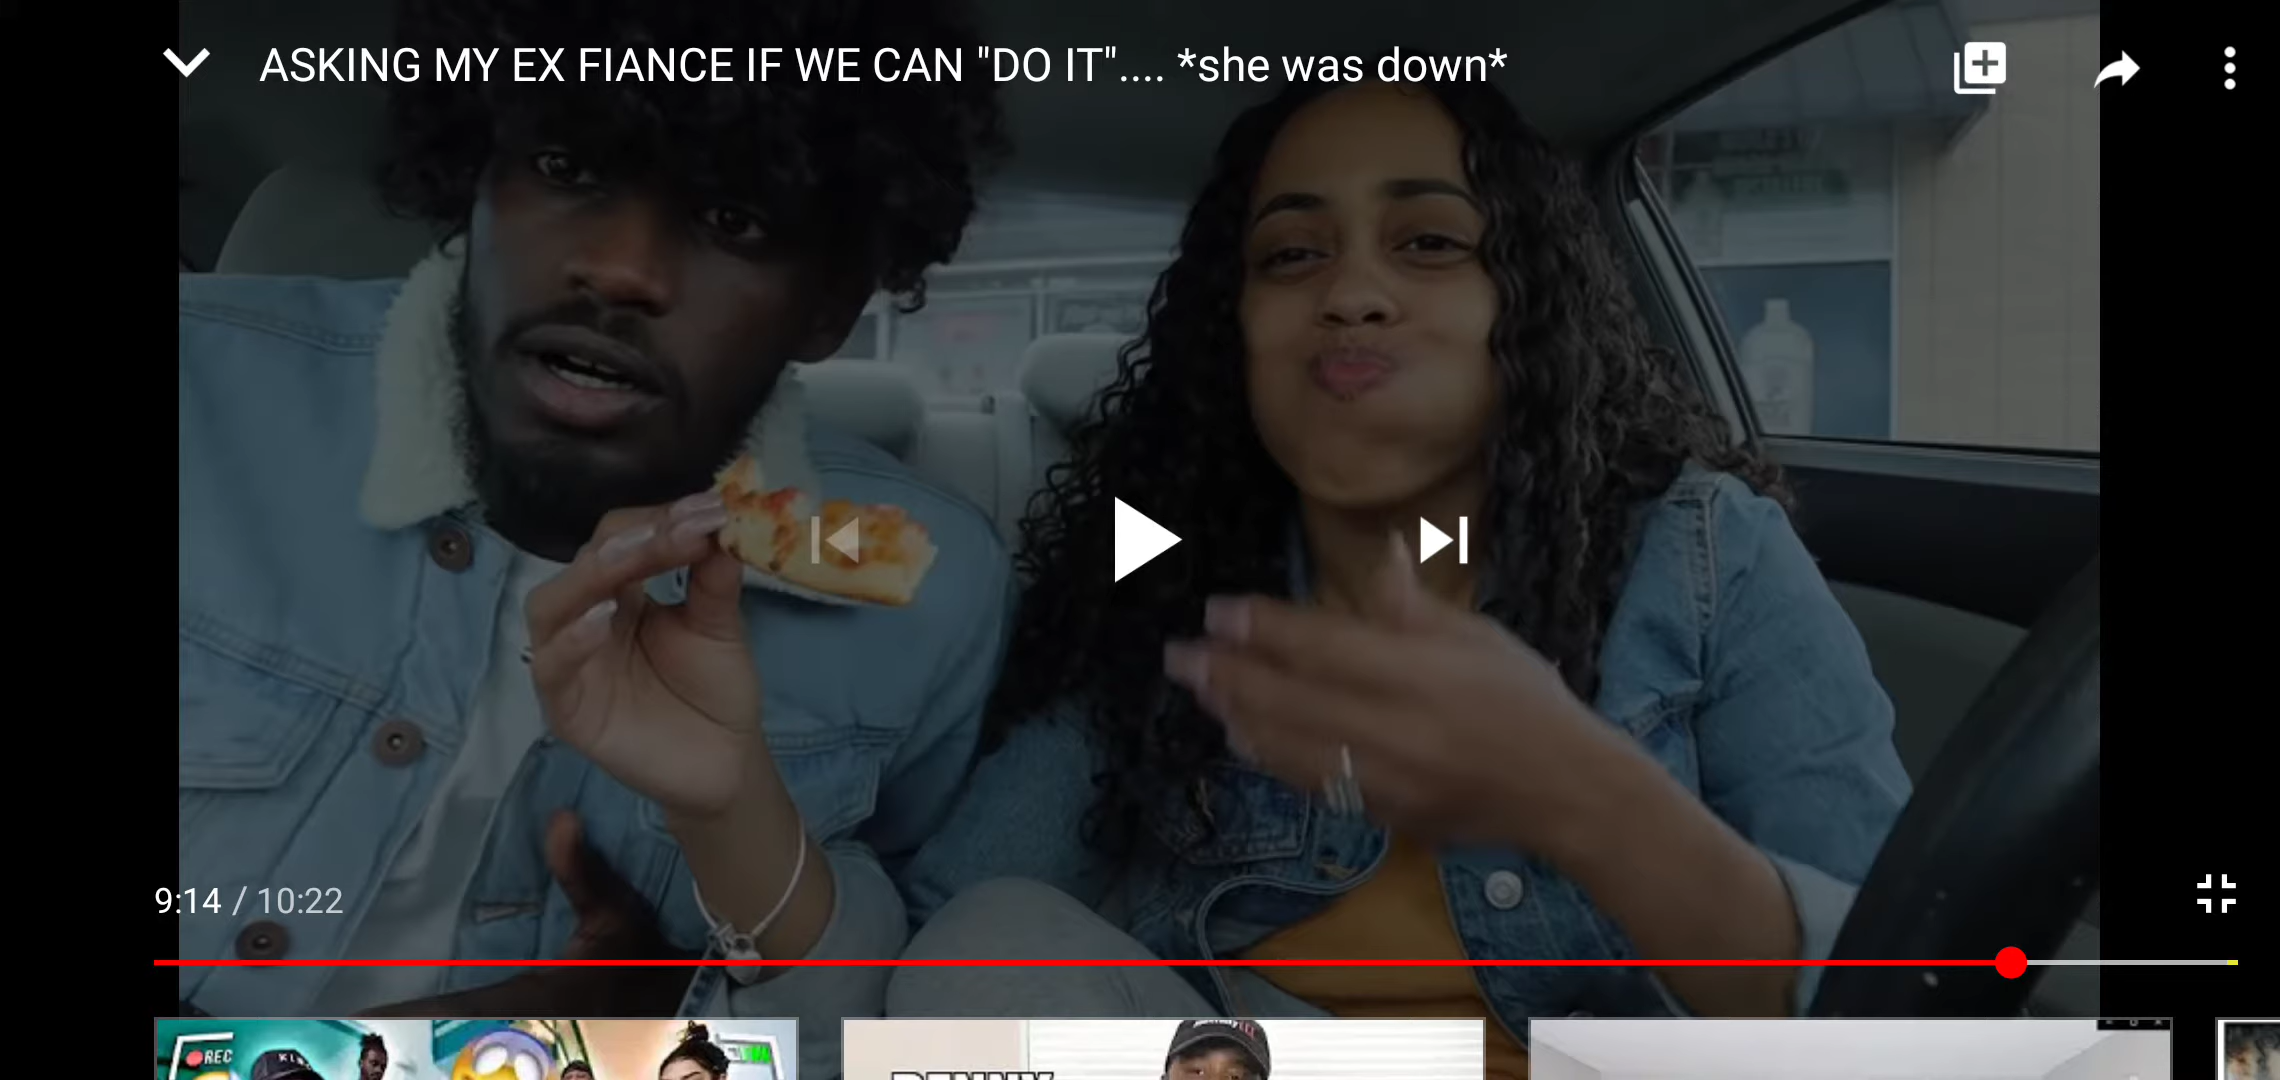 ASKING MY EX FIANCE IF WE CAN "DO IT".... *she was down*
9:14 / 10:22
REC